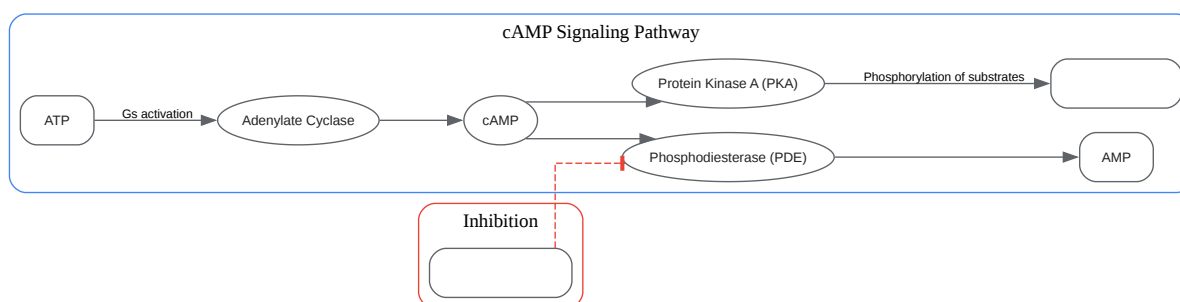 cAMP Signaling Pathway
ATP
Gs activation
Adenylate Cyclase
cAMP
Protein Kinase A (PKA)
Phosphorylation of substrates
Phosphodiesterase (PDE)
AMP
Inhibition